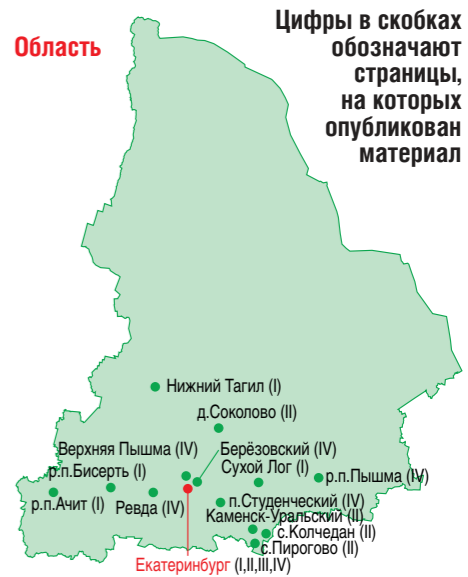 Область
Цифры в скобках
обозначают
страницы,
на которых
опубликован
материал
Нижний Тагил (I)
д.Соколово (II)
Верхняя Пышма (IV)
Берёзовский (IV)
р.п.Бисерть (I)
Сухой Лог (I)
р.п.Пышма (IV)
р.п.Ачит (I)
Ревда (IV)
п.Студенческий (IV)
Каменск-Уральский (II)
с.Колчедан (II)
с.Пирогово (II)
Екатеринбург (I,II,III,IV)